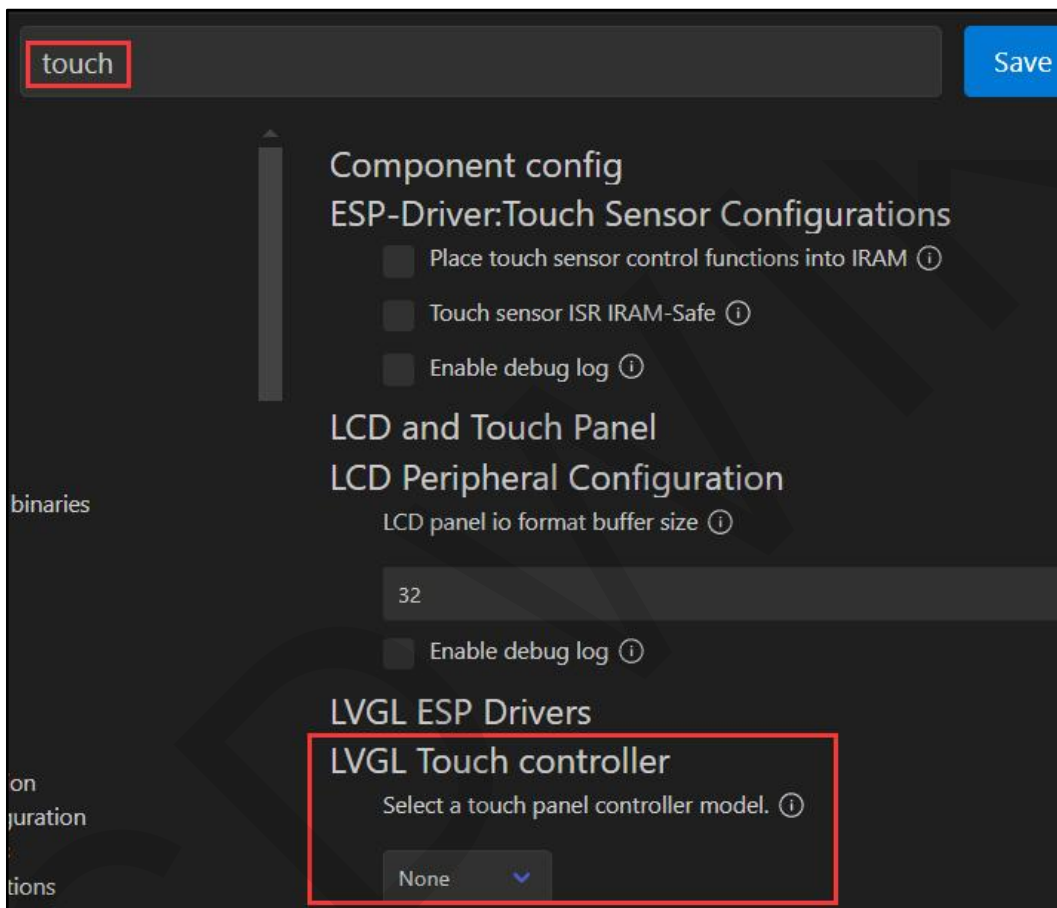 touch
Save
Component config
ESP-Driver:Touch Sensor Configurations
Place touch sensor control functions into IRAM
Touch sensor ISR IRAM-Safe
Enable debug log
LCD and Touch Panel
LCD Peripheral Configuration
binaries
LCD panel io format buffer size
32
Enable debug log
LVGL ESP Drivers
LVGL Touch controller
on
Select a touch panel controller model.
guration
None
tions